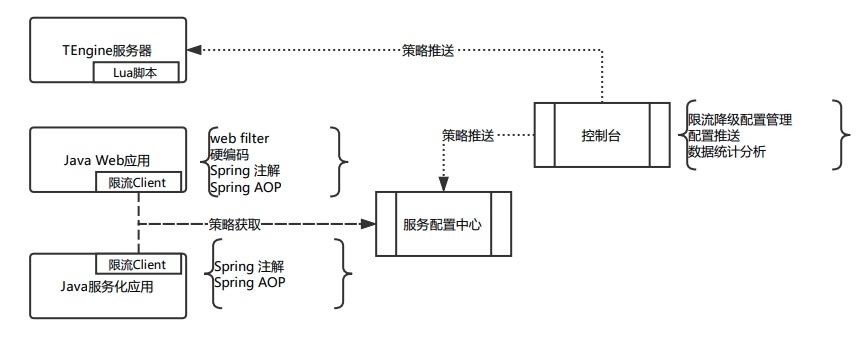 TEngine服务器
Lua脚本
策略推送
控制台
限流降级配置管理
配置推送
数据统计分析
策略推送
Java Web应用
限流Client
web filter
硬编码
Spring 注解
Spring AOP
策略获取
服务配置中心
限流Client
Java服务化应用
Spring 注解
Spring AOP